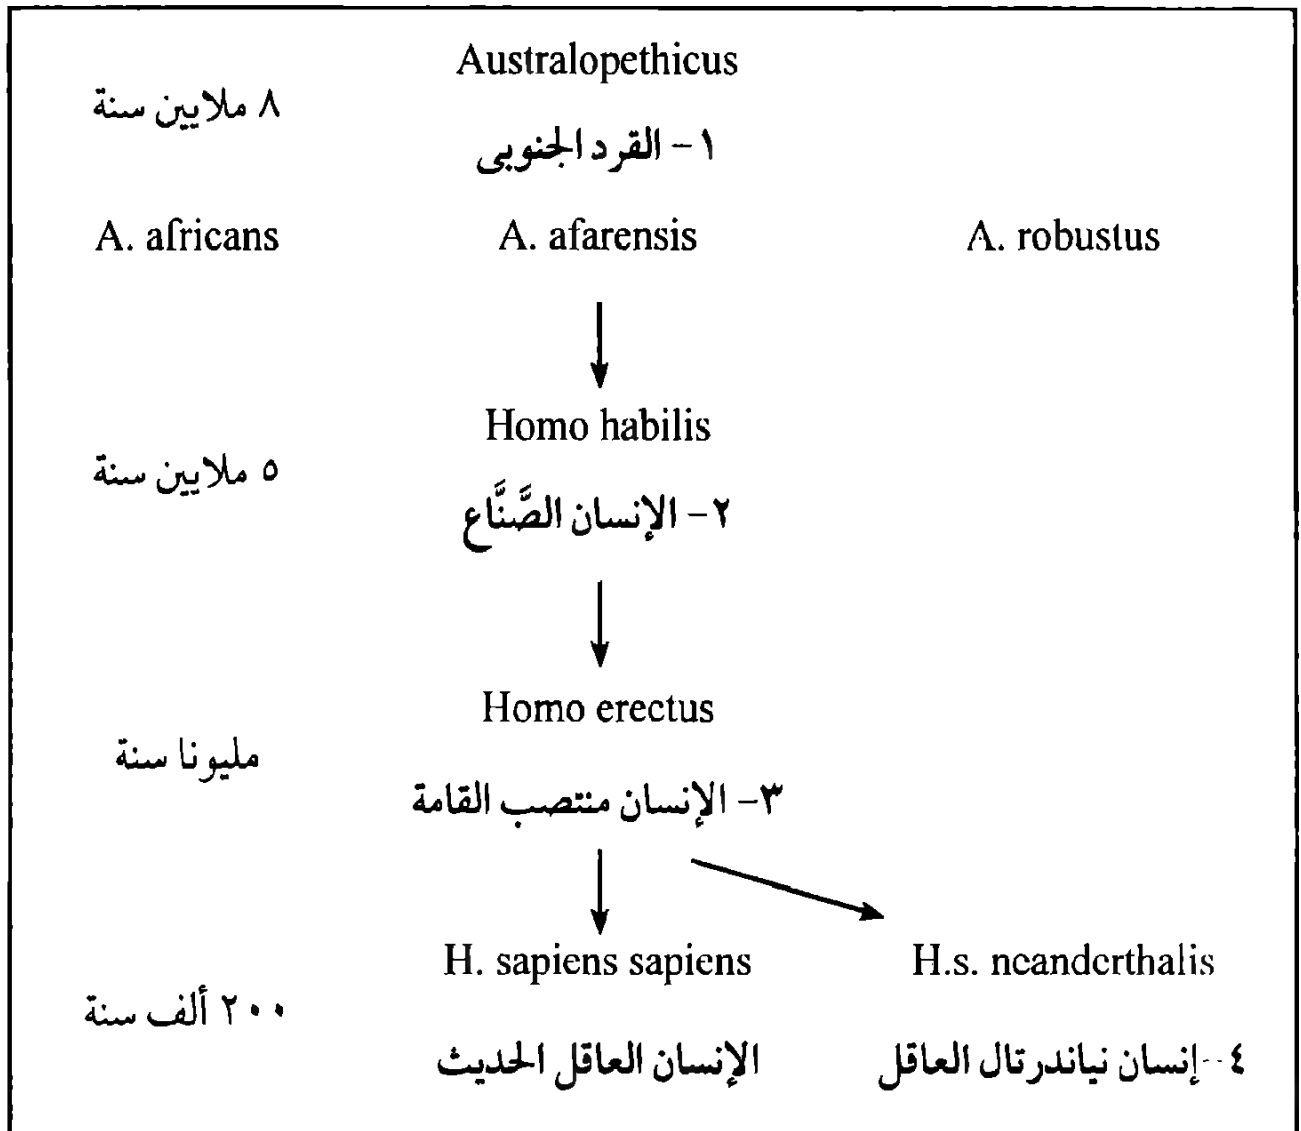 Australopethicus
٨ ملايين سنة
١- القرد الجنوبى
A. africans A. afarensis A. robustus
Homo habilis
٥ ملايين سنة
٢- الإنسان الصَّنَّاع
Homo erectus
مليونا سنة
٣- الإنسان منتصب القامة
H. sapiens sapiens H.s. neanderthalis
٢٠٠ ألف سنة
الإنسان العاقل الحديث ٤--إنسان نياندرتال العاقل